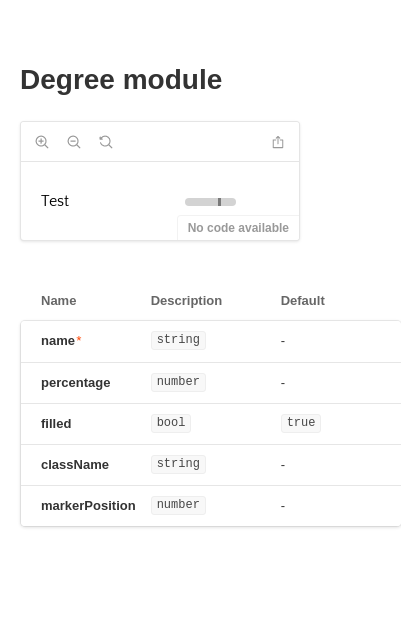 Degree module
Test
No code available
Name Description Default
name* string -
percentage number -
filled bool true
className string -
markerPosition number -